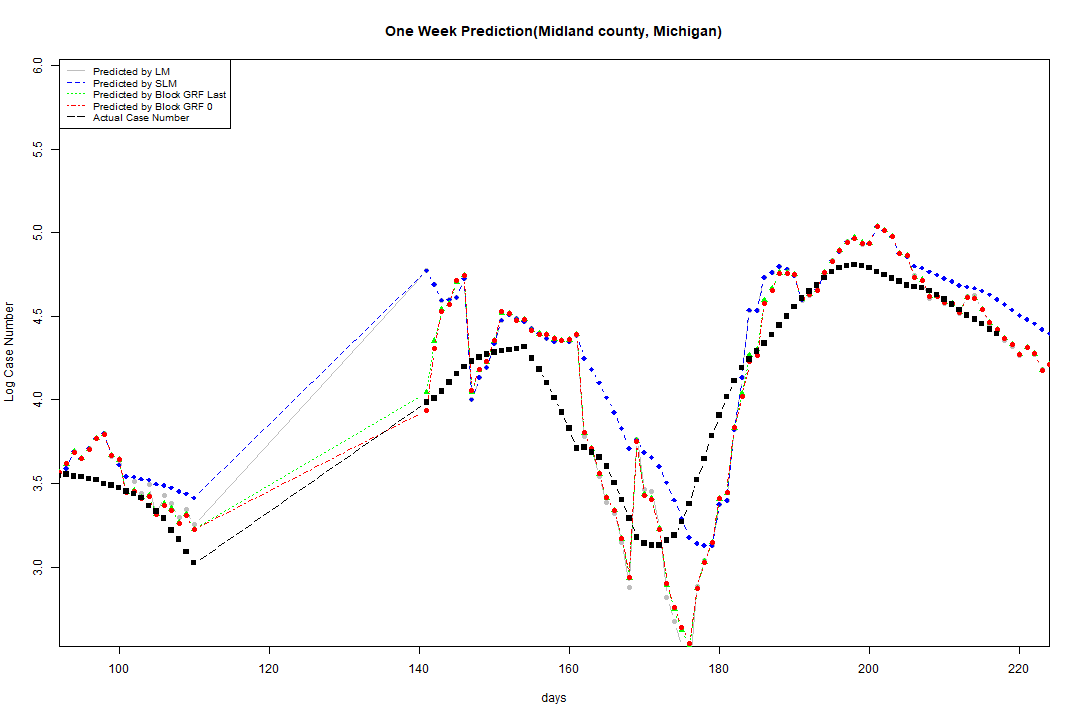 One Week Prediction(Midland county, Michigan)
Predicted by LM
Predicted by SLM
Predicted by Block GRF Last
Predicted by Block GRF 0
Actual Case Number
6.0
5.5
5.0
4.5
4.0
3.5
3.0
Log Case Number
100 120 140 160 180 200 220
days